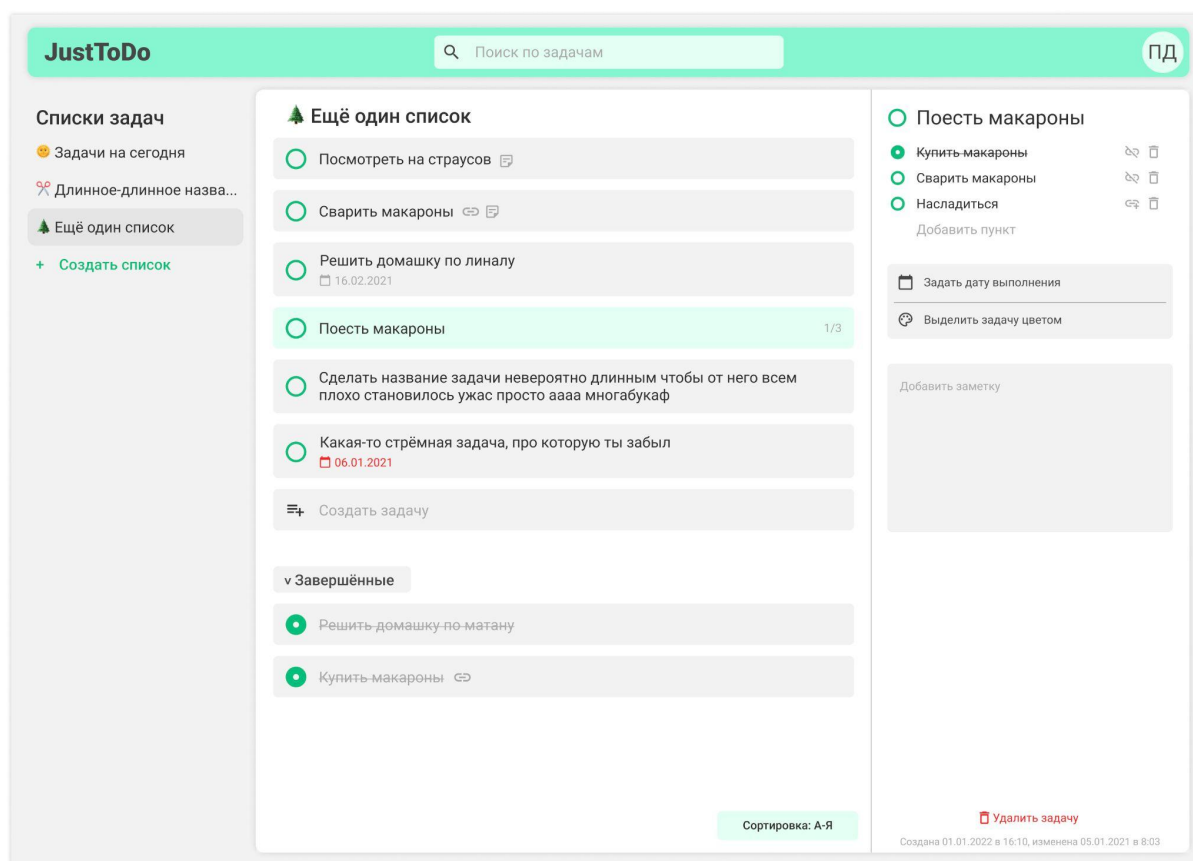 JustToDo
Поиск по задачам
ПД
Списки задач
Задачи на сегодня
Длинное-длинное назва...
Ещё один список
+ Создать список
Ещё один список
Посмотреть на страусов
Сварить макароны
Решить домашку по линалу
16.02.2021
Поесть макароны 1/3
Сделать название задачи невероятно длинным чтобы от него всем
плохо становилось ужас просто аааа многабукаф
Какая-то стрёмная задача, про которую ты забыл
06.01.2021
Создать задачу
v Завершённые
Решить домашку по матану
Купить макароны
Сортировка: А-Я
Поесть макароны
Купить макароны
Сварить макароны
Насладиться
Добавить пункт
Задать дату выполнения
Выделить задачу цветом
Добавить заметку
Удалить задачу
Создана 01.01.2022 в 16:10, изменена 05.01.2021 в 8:03